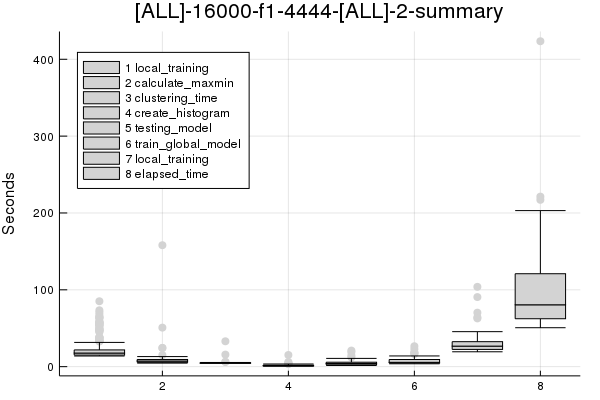 [ALL]-16000-f1-4444-[ALL]-2-summary
Seconds
400
300
200
100
0
1 local_training
2 calculate_maxmin
3 clustering_time
4 create_histogram
5 testing_model
6 train_global_model
7 local_training
8 elapsed_time
2 4 6 8